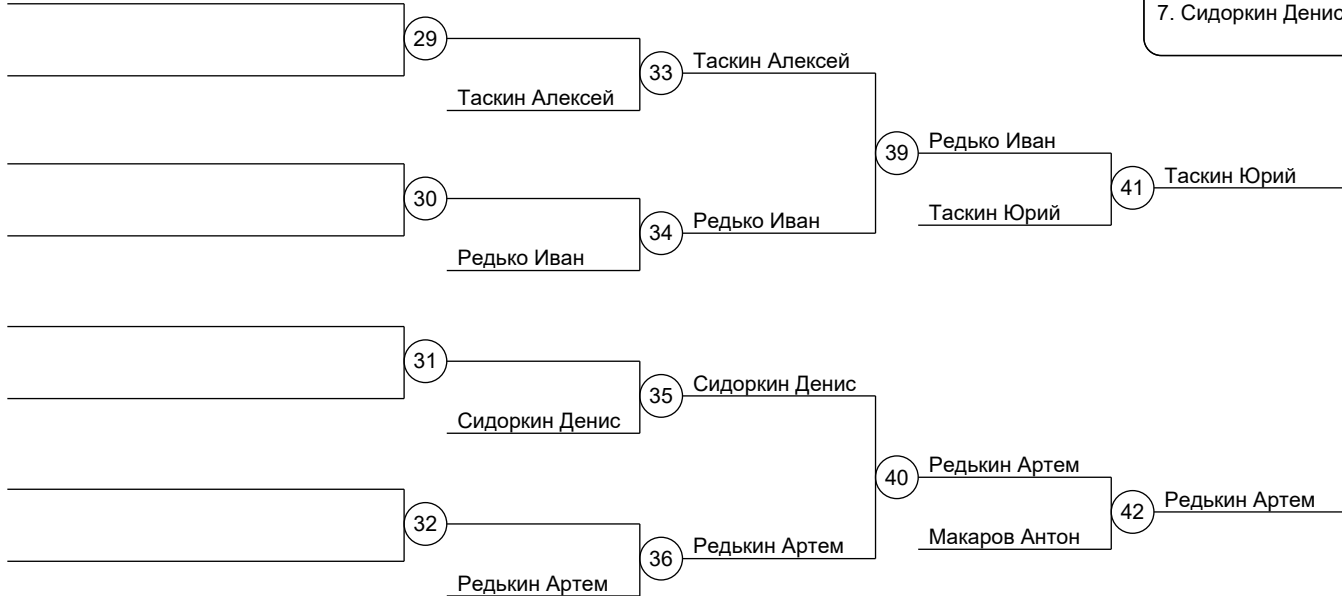 7. Сидоркин Денис
29
Таскин Алексей
33
Таскин Алексей
39
Редько Иван
30
41
Таскин Юрий
Таскин Юрий
34
Редько Иван
Редько Иван
31
35
Сидоркин Денис
Сидоркин Денис
40
Редькин Артем
32
42
Редькин Артем
Макаров Антон
36
Редькин Артем
Редькин Артем